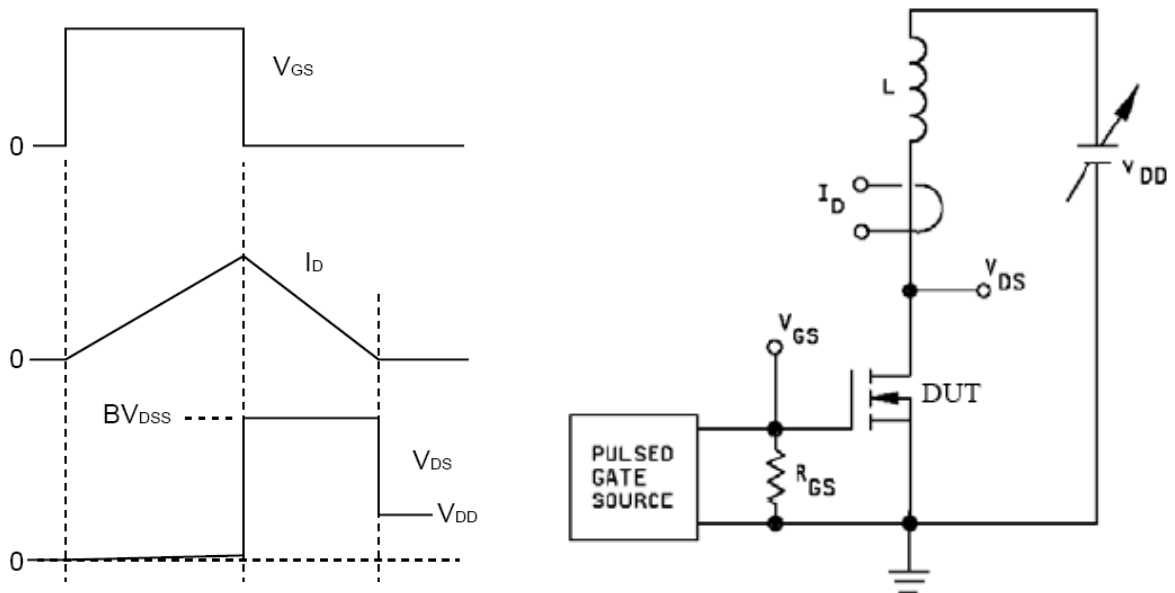 VGS
0
ID
0
BVDSS
VDS
VDD
0
L
ID
VDD
VDS
VGS
DUT
PULSED
GATE
SOURCE
RGS